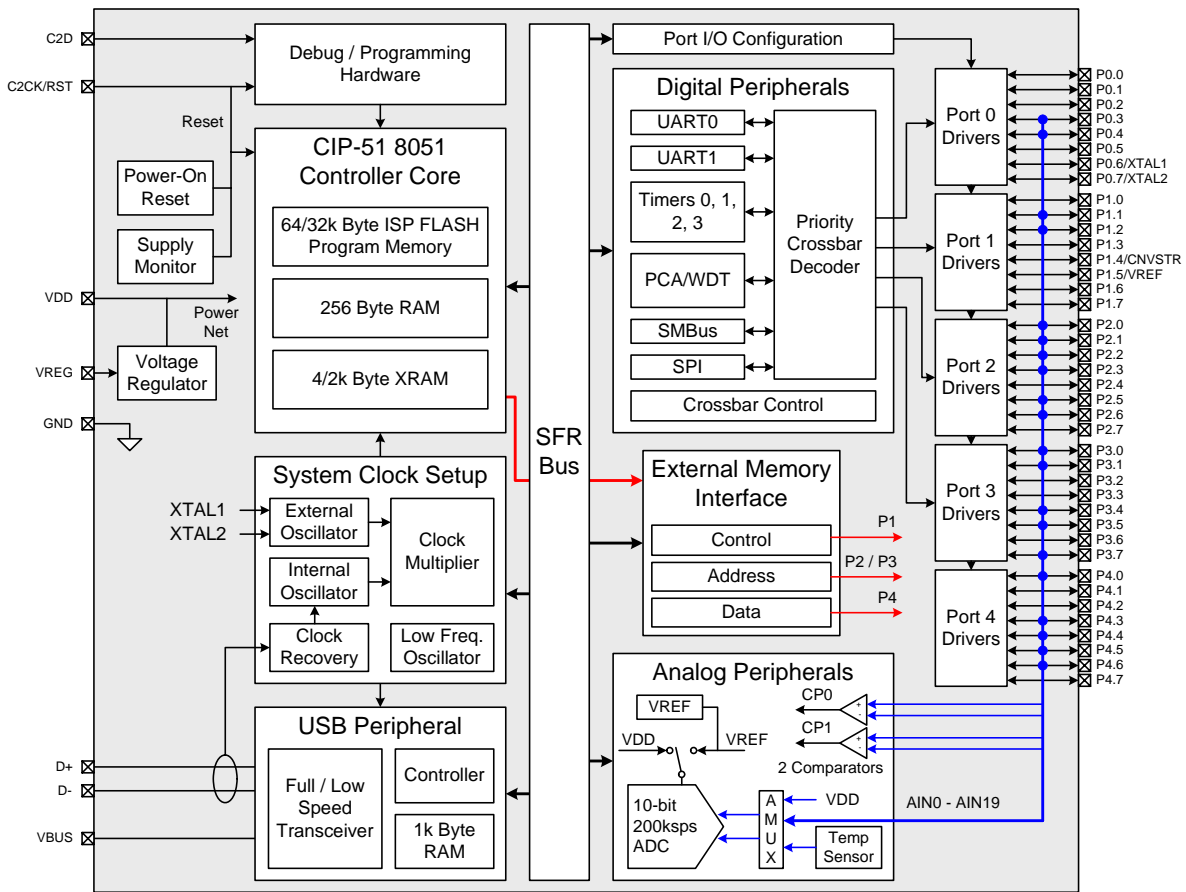 C2D
C2CK/RST
Reset
Power-On
Reset
Supply
Monitor
VDD
Power
Net
VREG
Voltage
Regulator
GND
Debug / Programming
Hardware
CIP-51 8051
Controller Core
64/32k Byte ISP FLASH
Program Memory
256 Byte RAM
4/2k Byte XRAM
System Clock Setup
XTAL1
XTAL2
External
Oscillator
Internal
Oscillator
Clock
Multiplier
Clock
Recovery
Low Freq.
Oscillator
USB Peripheral
D+
D-
VBUS
Full / Low
Speed
Transceiver
Controller
1k Byte
RAM
SFR
Bus
Port I/O Configuration
Digital Peripherals
UART0
UART1
Timers 0, 1,
2, 3
PCA/WDT
SMBus
SPI
Priority
Crossbar
Decoder
Crossbar Control
External Memory
Interface
Control
Address
Data
P1
P2 / P3
P4
Analog Peripherals
VREF
VDD
VREF
CP0
+
-
CP1
+
-
2 Comparators
10-bit
200ksps
ADC
A
M
U
X
VDD
AIN0 - AIN19
Temp
Sensor
Port 0
Drivers
Port 1
Drivers
Port 2
Drivers
Port 3
Drivers
Port 4
Drivers
P0.0
P0.1
P0.2
P0.3
P0.4
P0.5
P0.6/XTAL1
P0.7/XTAL2
P1.0
P1.1
P1.2
P1.3
P1.4/CNVSTR
P1.5/VREF
P1.6
P1.7
P2.0
P2.1
P2.2
P2.3
P2.4
P2.5
P2.6
P2.7
P3.0
P3.1
P3.2
P3.3
P3.4
P3.5
P3.6
P3.7
P4.0
P4.1
P4.2
P4.3
P4.4
P4.5
P4.6
P4.7